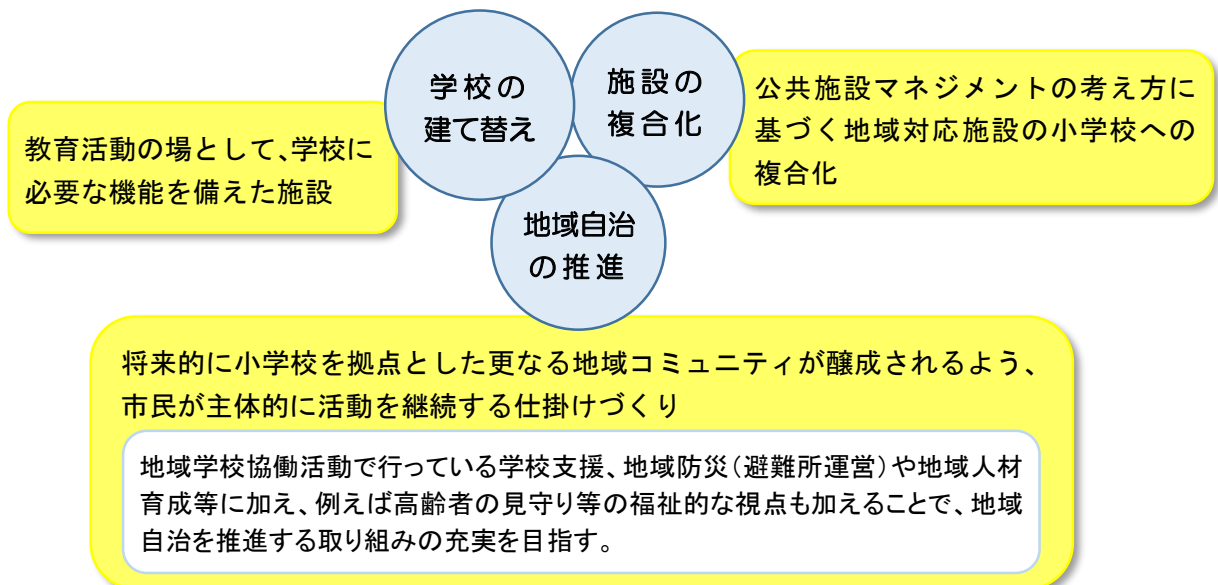 学校の
建て替え
施設の
複合化
地域自治
の推進
教育活動の場として、学校に
必要な機能を備えた施設
公共施設マネジメントの考え方に
基づく地域対応施設の小学校への
複合化
将来的に小学校を拠点とした更なる地域コミュニティが醸成されるよう、
市民が主体的に活動を継続する仕掛けづくり
地域学校協働活動で行っている学校支援、地域防災(避難所運営)や地域人材
育成等に加え、例えば高齢者の見守り等の福祉的な視点も加えることで、地域
自治を推進する取り組みの充実を目指す。